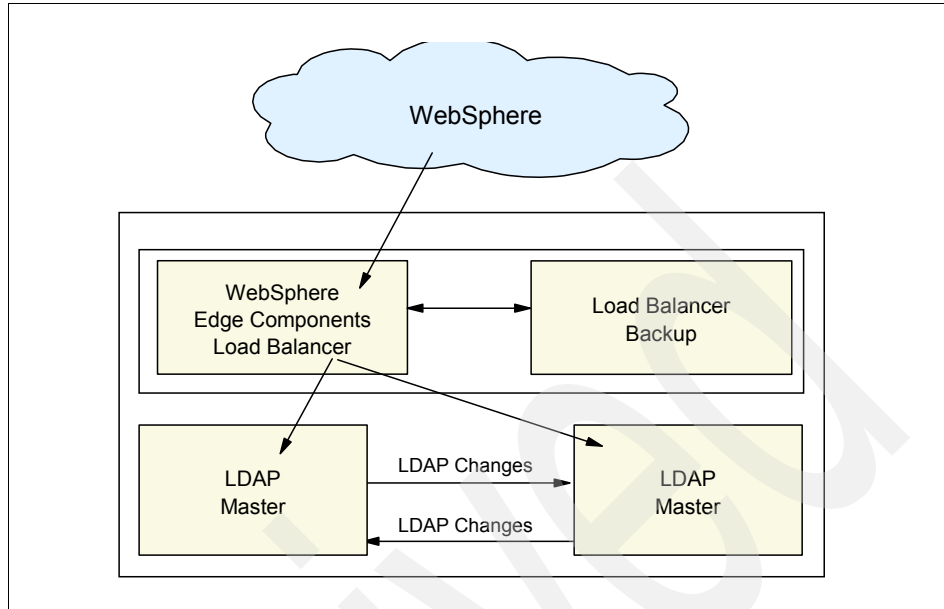 WebSphere
WebSphere
Edge Components
Load Balancer
Load Balancer
Backup
LDAP
Master
LDAP Changes
LDAP Changes
LDAP
Master